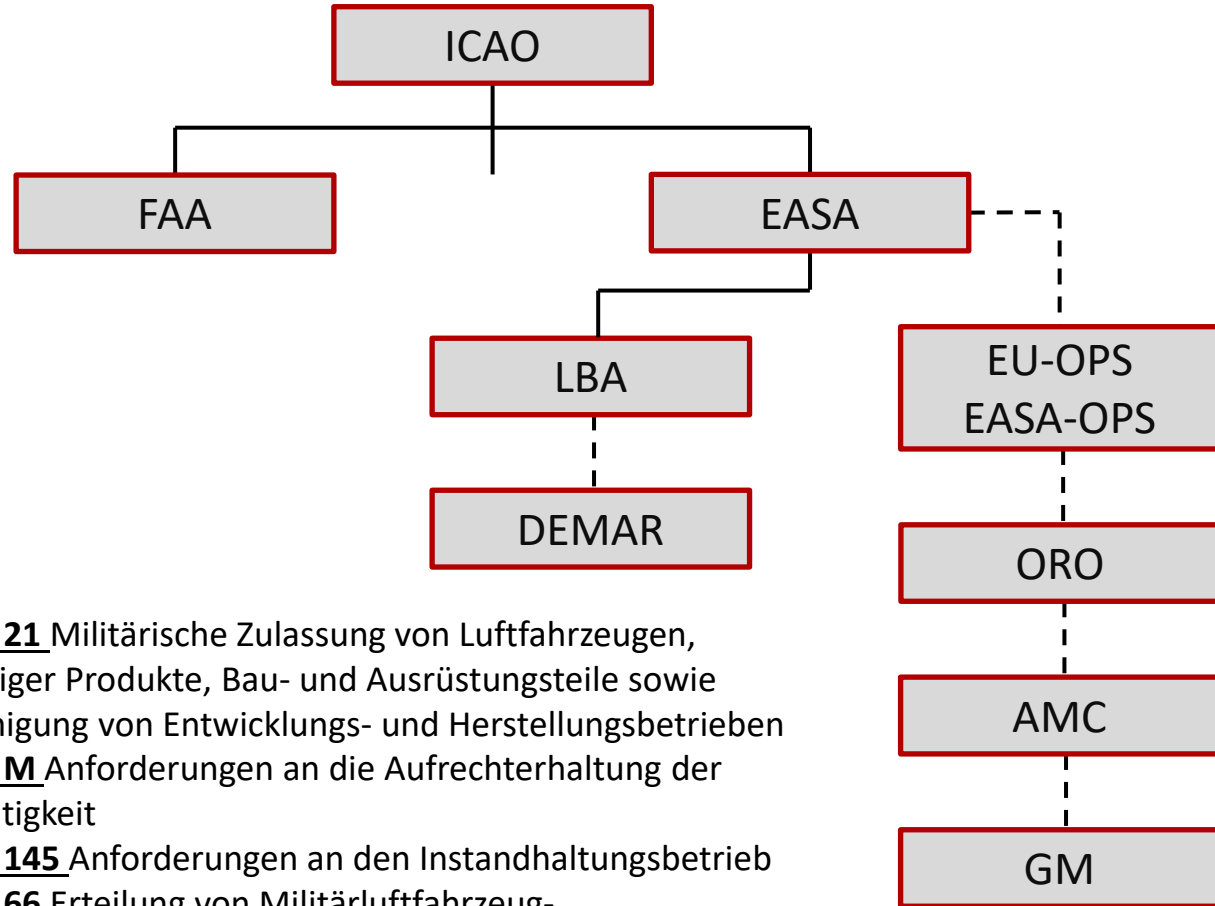 ICAO
FAA
EASA
LBA
EU-OPS
EASA-OPS
DEMAR
ORO
AMC
GM
21 Militärische Zulassung von Luftfahrzeugen,
iger Produkte, Bau- und Ausrüstungsteile sowie
nigung von Entwicklungs- und Herstellungsbetrieben
M Anforderungen an die Aufrechterhaltung der
tigkeit
145 Anforderungen an den Instandhaltungsbetrieb
66 Erteilung von Militärluftfahrzeug-